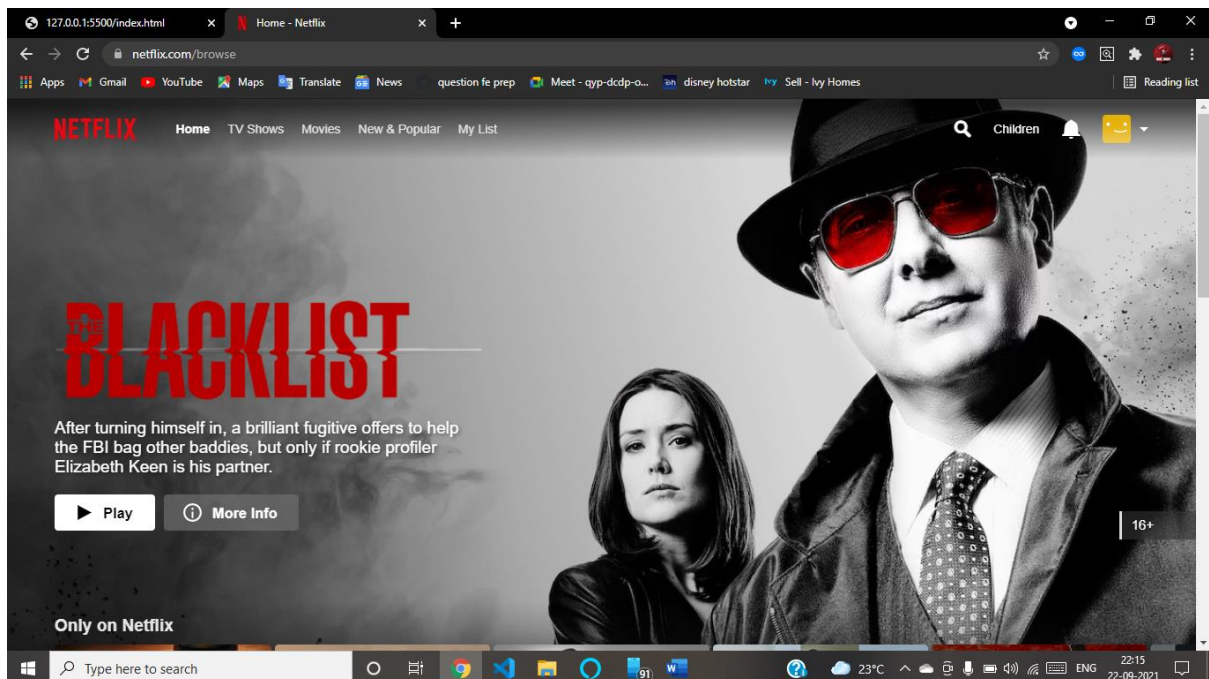 127.0.0.1:5500/index.html
Home - Netflix
netflix.com/browse
Apps Gmail YouTube Maps Translate News question fe prep Meet - qyp-dcdp-o... disney hotstar Sell - Ivy Homes Reading list
NETFLIX Home TV Shows Movies New & Popular My List Children
THE
BLACKLIST
After turning himself in, a brilliant fugitive offers to help
the FBI bag other baddies, but only if rookie profiler
Elizabeth Keen is his partner.
Play More Info
16+
Only on Netflix
Type here to search 91 23°C ENG 22:15
22-09-2021